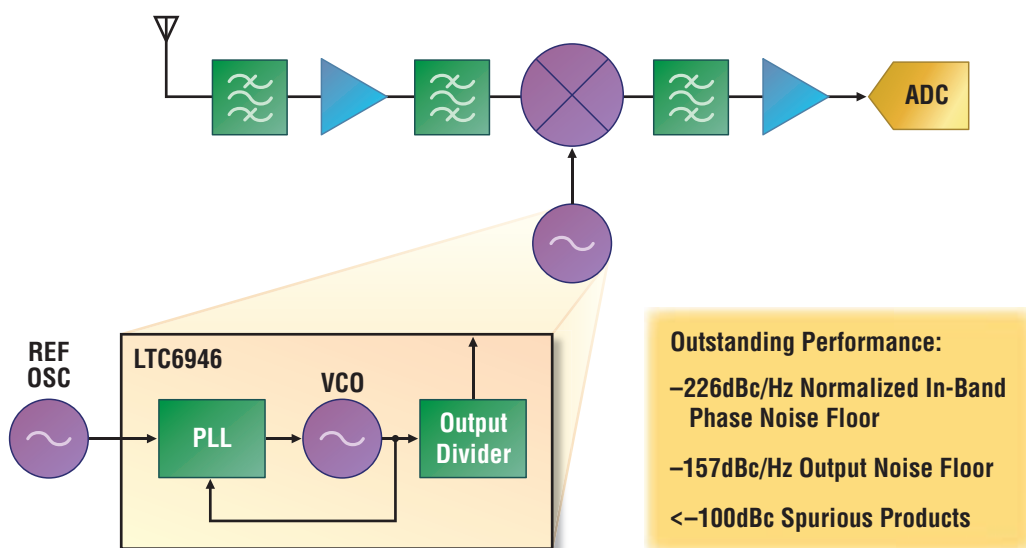 ADC
REF
OSC
LTC6946
VCO
PLL
Output
Divider
Outstanding Performance:
–226dBc/Hz Normalized In-Band
Phase Noise Floor
–157dBc/Hz Output Noise Floor
<–100dBc Spurious Products